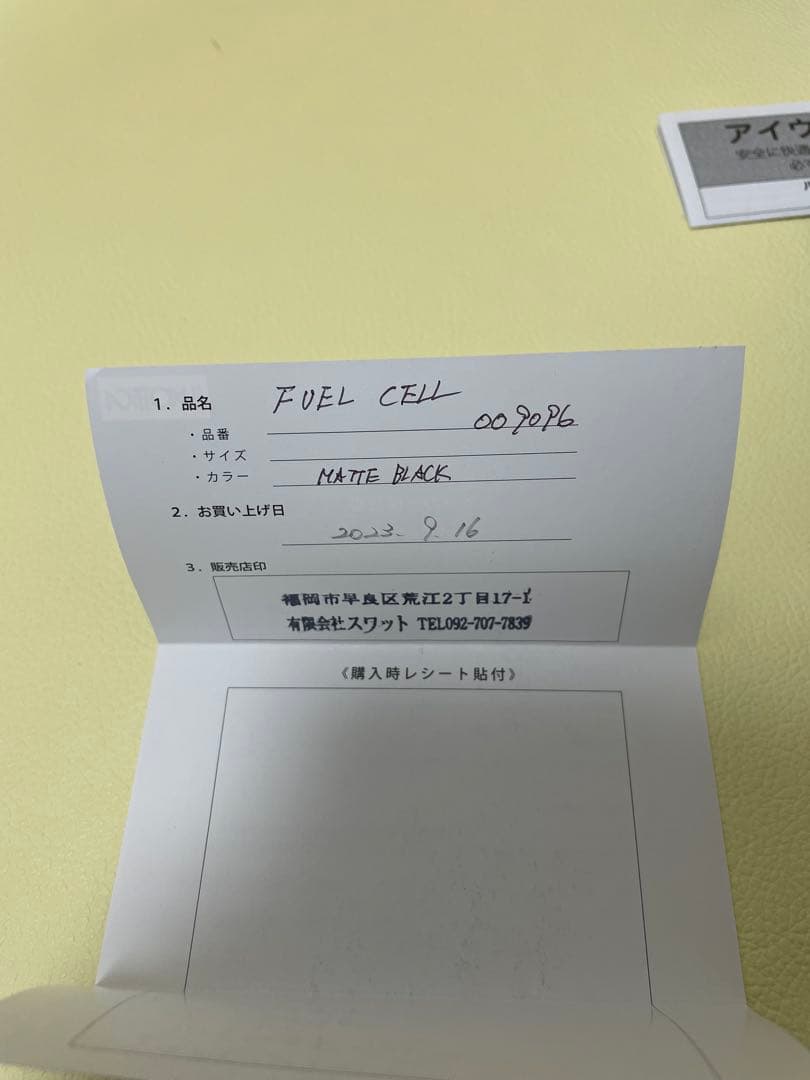 アイウ
安全に快適
必
1. 品名 FUEL CELL
・品番 009096
・サイズ
・カラー MATTE BLACK
2. お買い上げ日
2023. 9. 16
3. 販売店印
福岡市早良区荒江2丁目17-1
有限会社スワット TEL092-707-7839
《購入時レシート貼付》